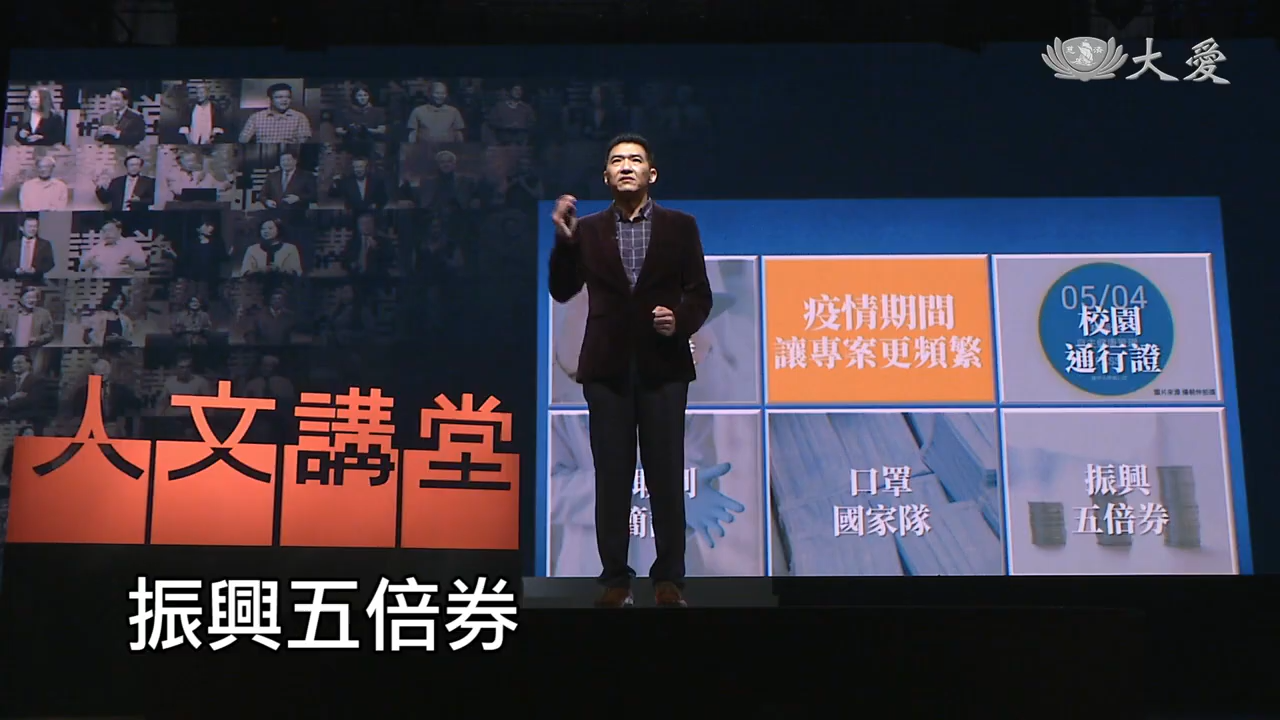 大愛
疫情期間
讓專案更頻繁
05/04
校園
通行證
人文講堂
口罩
國家隊
振興
五倍券
振興五倍券